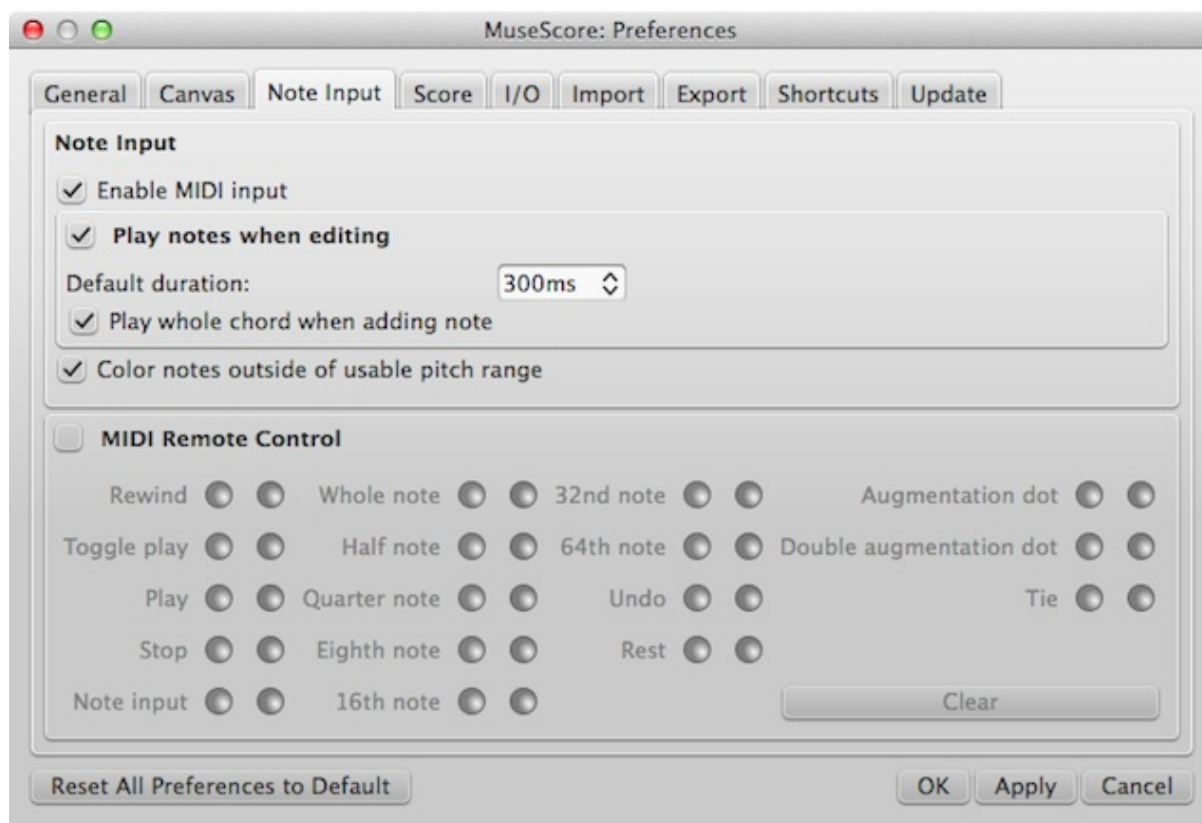 MuseScore: Preferences
General Canvas Note Input Score I/O Import Export Shortcuts Update
Note Input
Enable MIDI input
Play notes when editing
Default duration: 300ms
Play whole chord when adding note
Color notes outside of usable pitch range
MIDI Remote Control
Rewind Whole note 32nd note Augmentation dot
Toggle play Half note 64th note Double augmentation dot
Play Quarter note Undo Tie
Stop Eighth note Rest
Note input 16th note Clear
Reset All Preferences to Default OK Apply Cancel